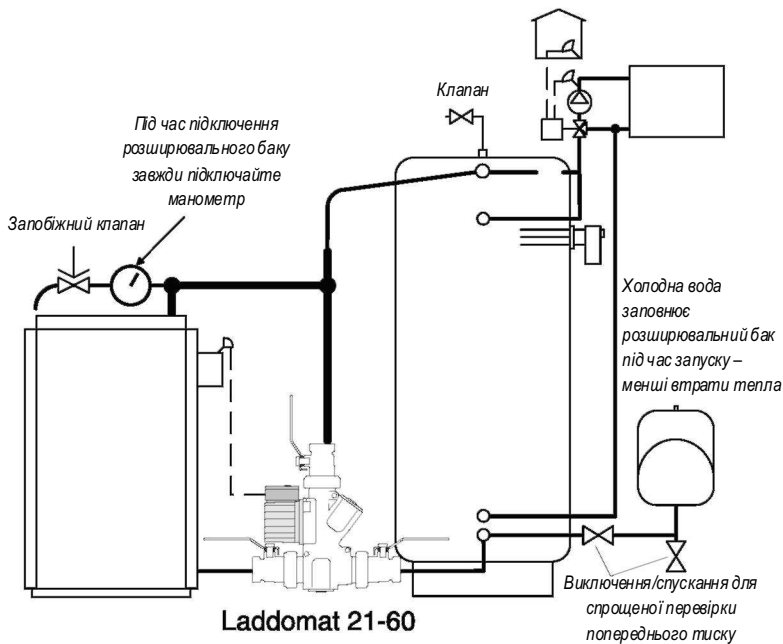 Клапан
Під час підключення
розширювального баку
завжди підключайте
манометр
Запобіжний клапан
Холодна вода
заповнює
розширювальний бак
під час запуску –
менші втрати тепла
Виключення/спускання для
спрощеної перевірки
попереднього тиску
Laddomat 21-60